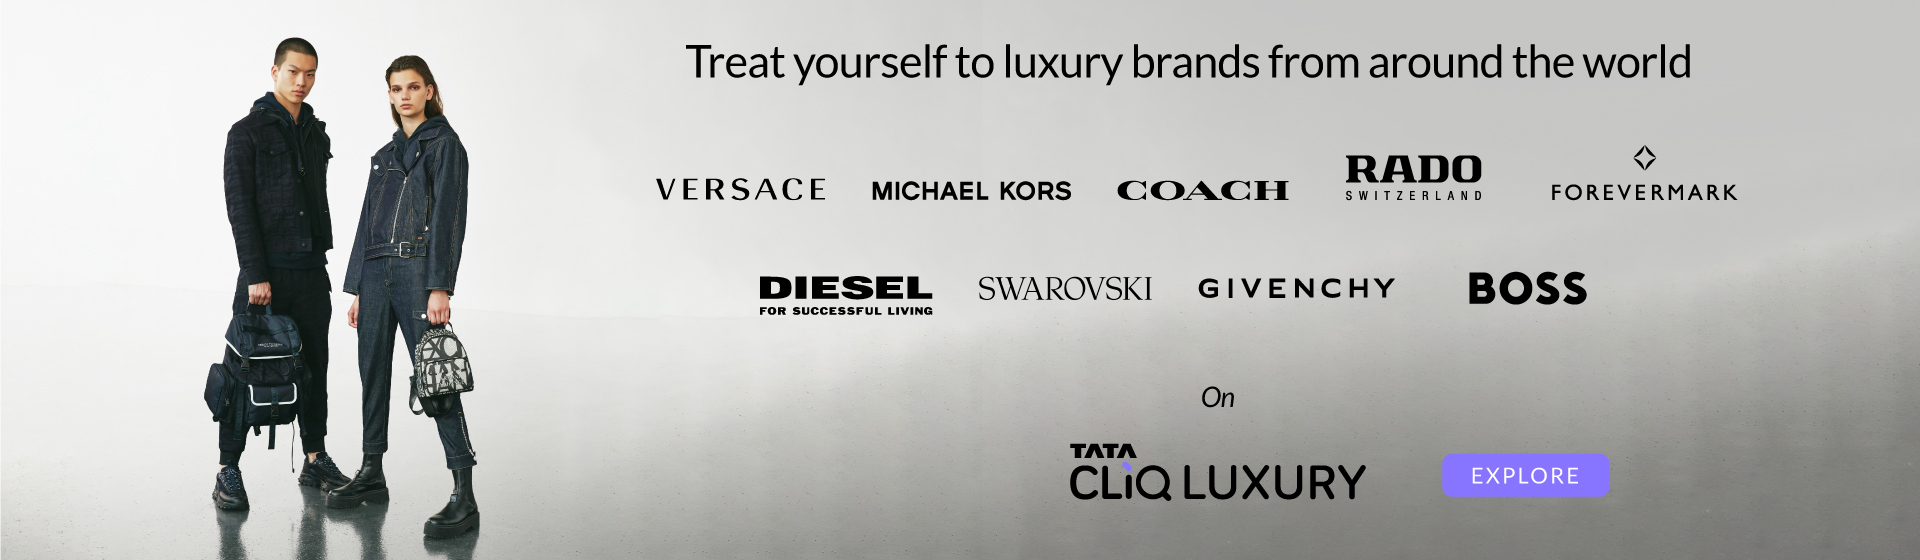 Treat yourself to luxury brands from around the world
VERSACE
MICHAEL KORS
COACH
RADO
SWITZERLAND
FOREVERMARK
DIESEL
FOR SUCCESSFUL LIVING
SWAROVSKI
GIVENCHY
BOSS
On
TATA
CLiQ LUXURY
EXPLORE